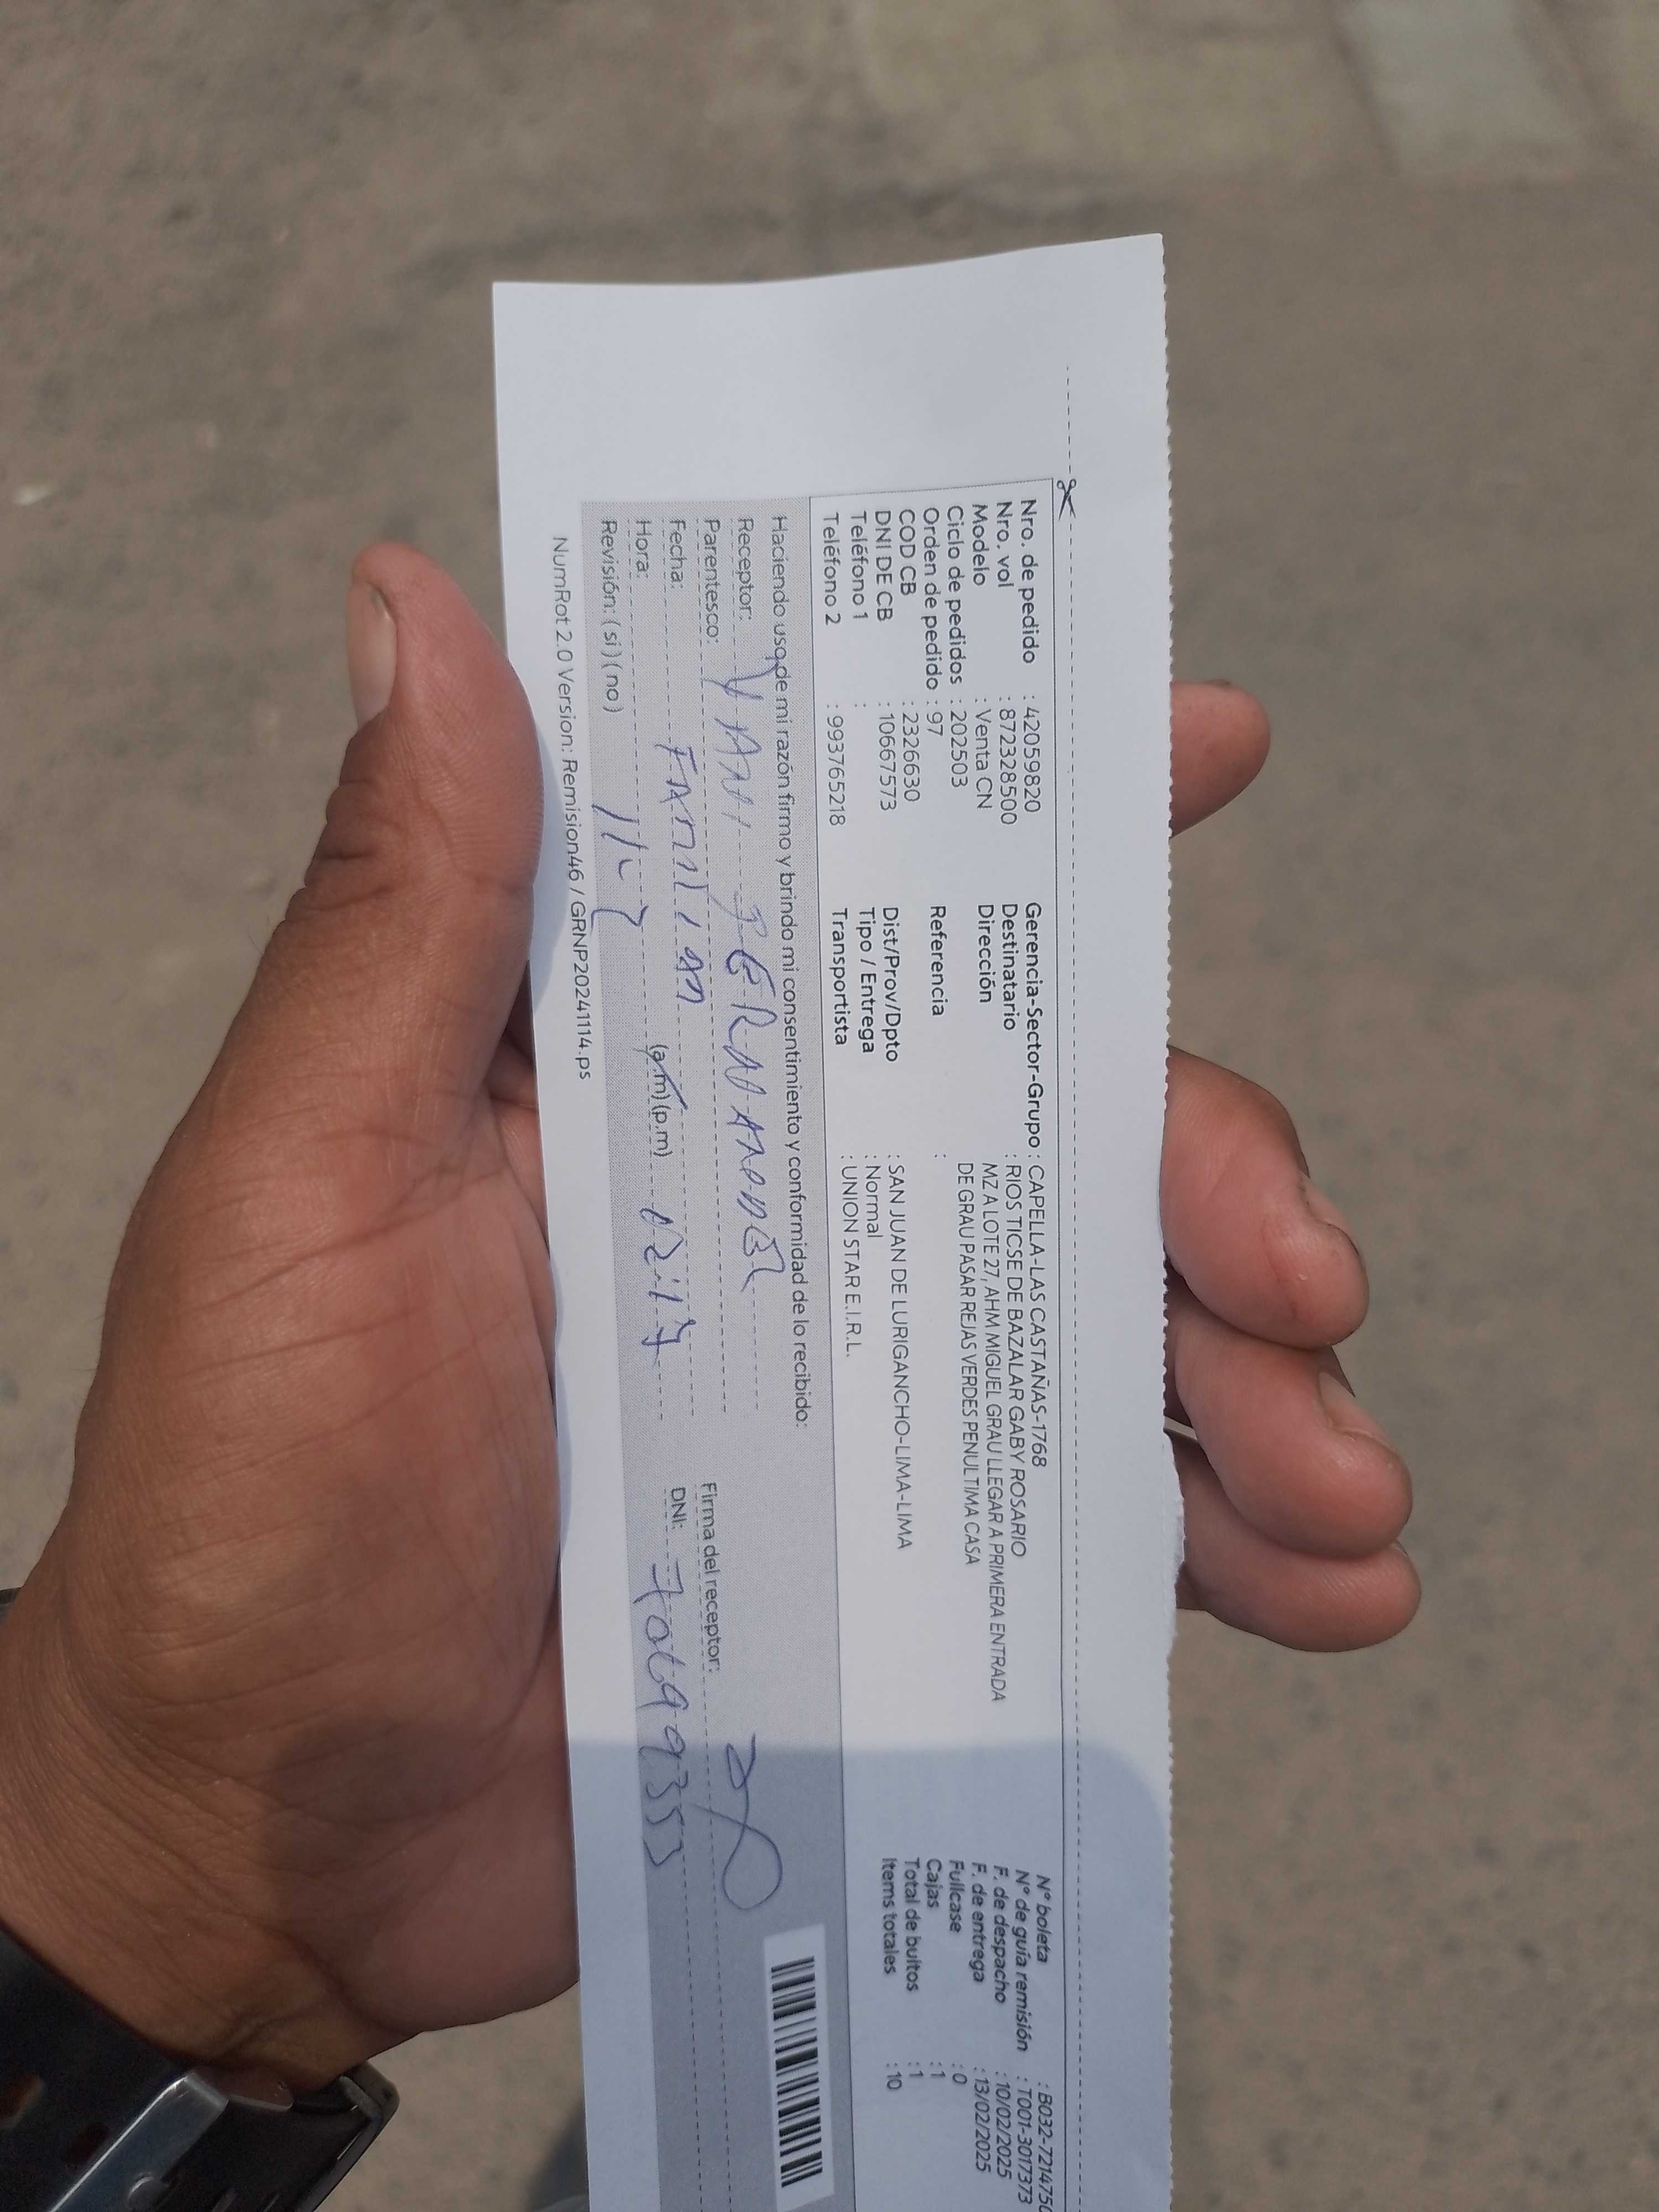 Nro. de pedido : 42059820
Nro. vol : 872328500
Modelo : Venta CN
Ciclo de pedidos : 202503
Orden de pedido : 97
COD CB : 2326630
DNI DE CB : 10667573
Teléfono 1 :
Teléfono 2 : 993765218
Gerencia-Sector-Grupo : CAPELLA-LAS CASTAÑAS-1768
Destinatario : RIOS TICSE DE BAZALAR GABY ROSARIO
Dirección MZ A LOTE 27, AHM MIGUEL GRAU LLEGAR A PRIMERA ENTRADA
DE GRAU PASAR REJAS VERDES PENULTIMA CASA
Referencia :
Dist/Prov/Dpto : SAN JUAN DE LURIGANCHO-LIMA-LIMA
Tipo / Entrega : Normal
Transportista : UNION STAR E.I.R.L.
N° boleta : B032-7214750
N° de guía remisión : T001-3017373
F. de despacho : 10/02/2025
F. de entrega : 13/02/2025
Fullcase : 0
Cajas : 1
Total de bultos : 1
Items totales : 10
Haciendo uso de mi razón firmo y brindo mi consentimiento y conformidad de lo recibido:
Receptor:
Parentesco:
Fecha:
Hora: (a.m) (p.m)
Revisión: ( si ) ( no )
Firma del receptor:
DNI:
NumRot 2.0 Version: Remision46 / GRNP20241114.ps